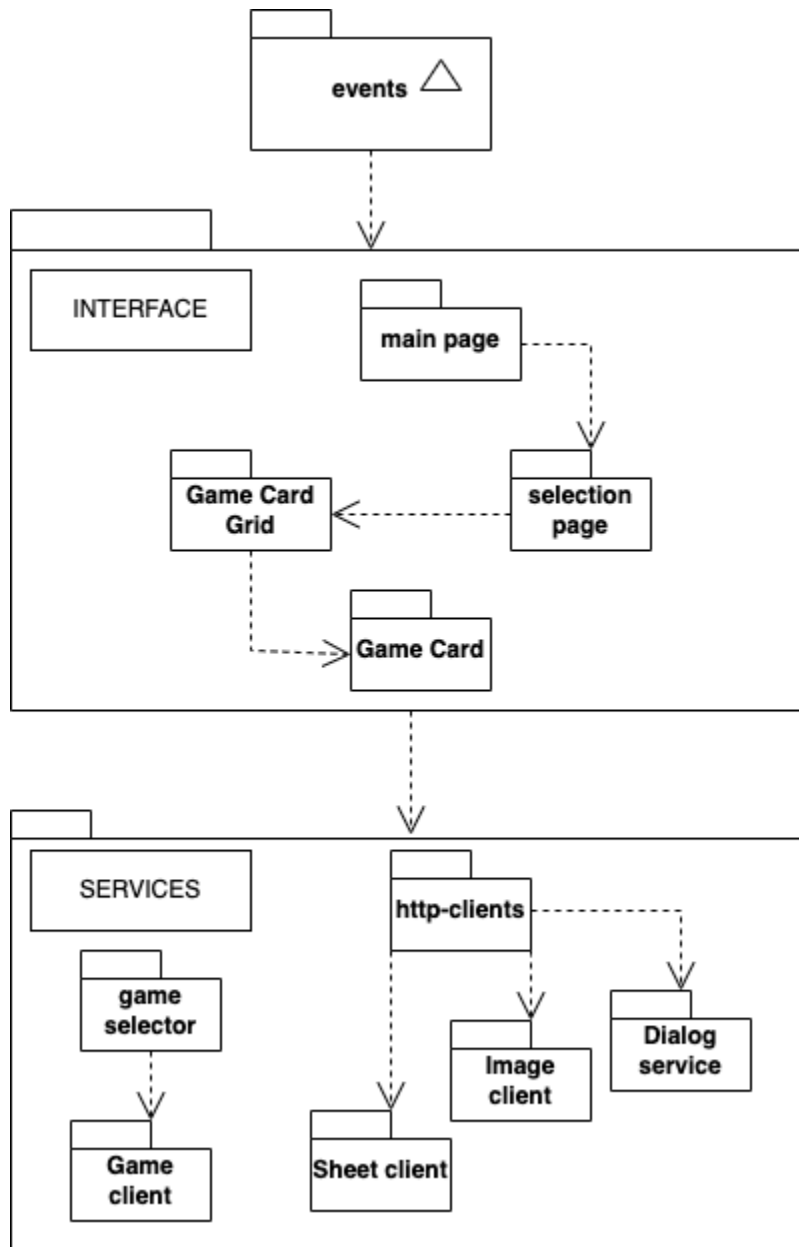 events
INTERFACE
main page
Game Card
Grid
selection
page
Game Card
SERVICES
http-clients
game
selector
Dialog
service
Image
client
Game
client
Sheet client